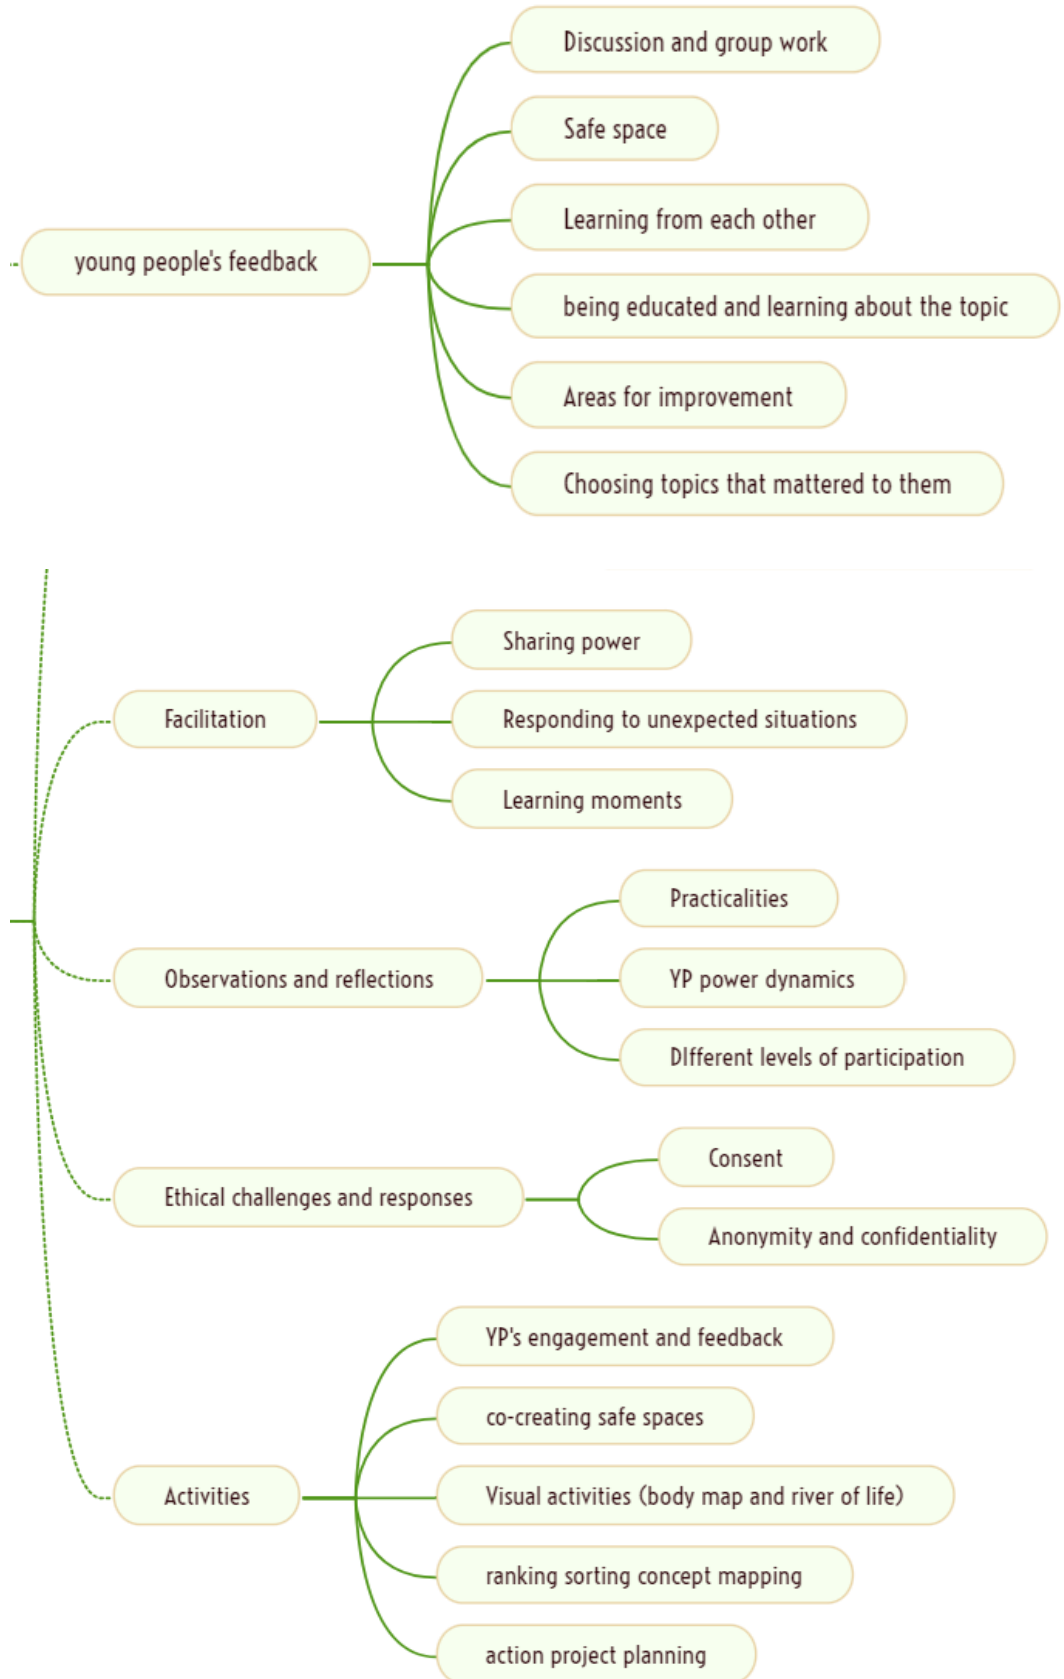 young people's feedback
Discussion and group work
Safe space
Learning from each other
being educated and learning about the topic
Areas for improvement
Choosing topics that mattered to them
Facilitation
Sharing power
Responding to unexpected situations
Learning moments
Observations and reflections
Practicalities
YP power dynamics
DIfferent levels of participation
Ethical challenges and responses
Consent
Anonymity and confidentiality
Activities
YP's engagement and feedback
co-creating safe spaces
Visual activities (body map and river of life)
ranking sorting concept mapping
action project planning